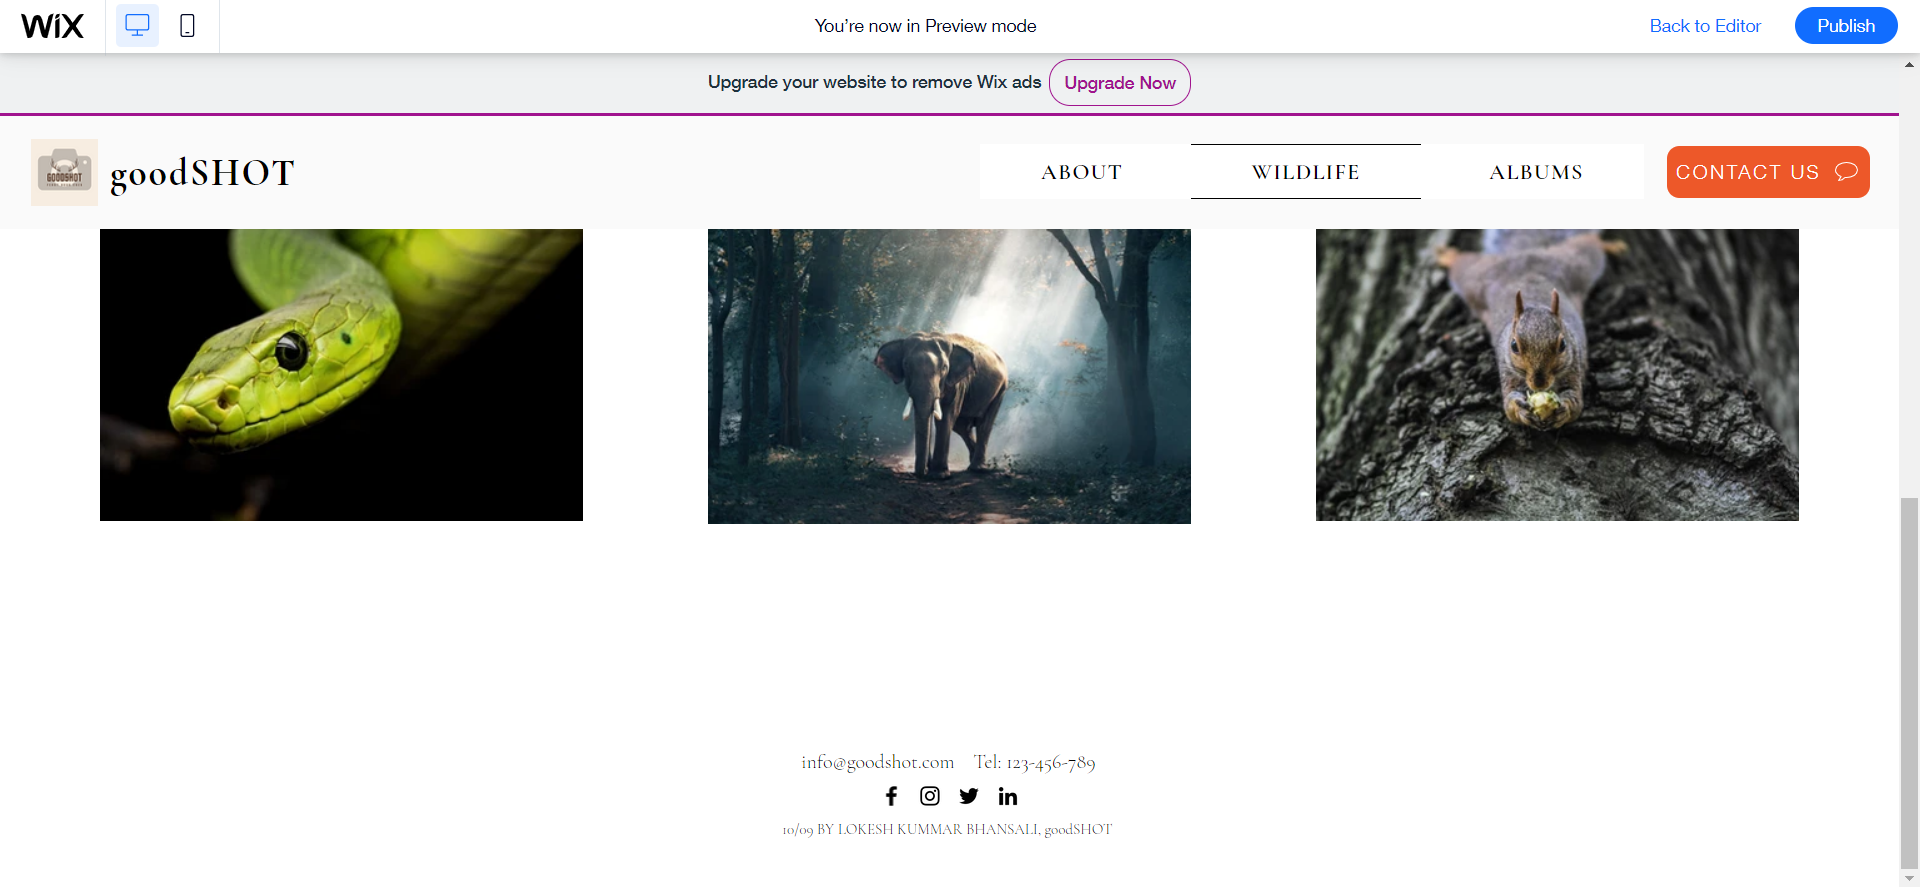 WiX
You're now in Preview mode
Back to Editor
Publish
Upgrade your website to remove Wix ads
Upgrade Now
GOODSHOT
goodSHOT
ABOUT
WILDLIFE
ALBUMS
CONTACT US
info@goodshot.com Tel: 123-456-789
10/09 BY LOKESH KUMMAR BHANSALI, goodSHOT